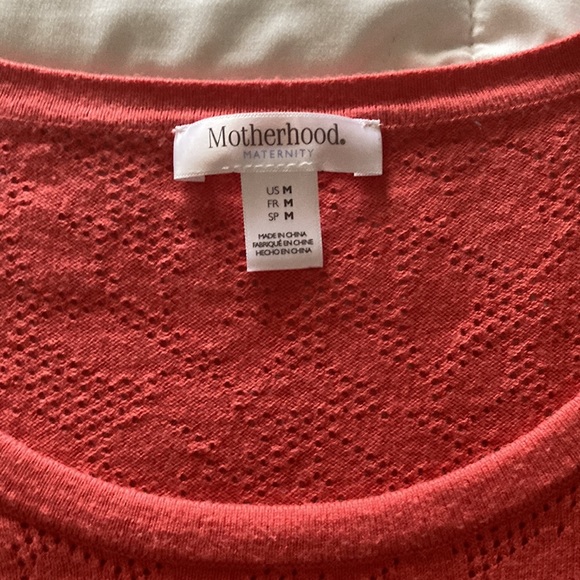 Motherhood®
MATERNITY
US M
FR M
SP M
MADE IN CHINA
FABRIQUÉ EN CHINE
HECHO EN CHINA